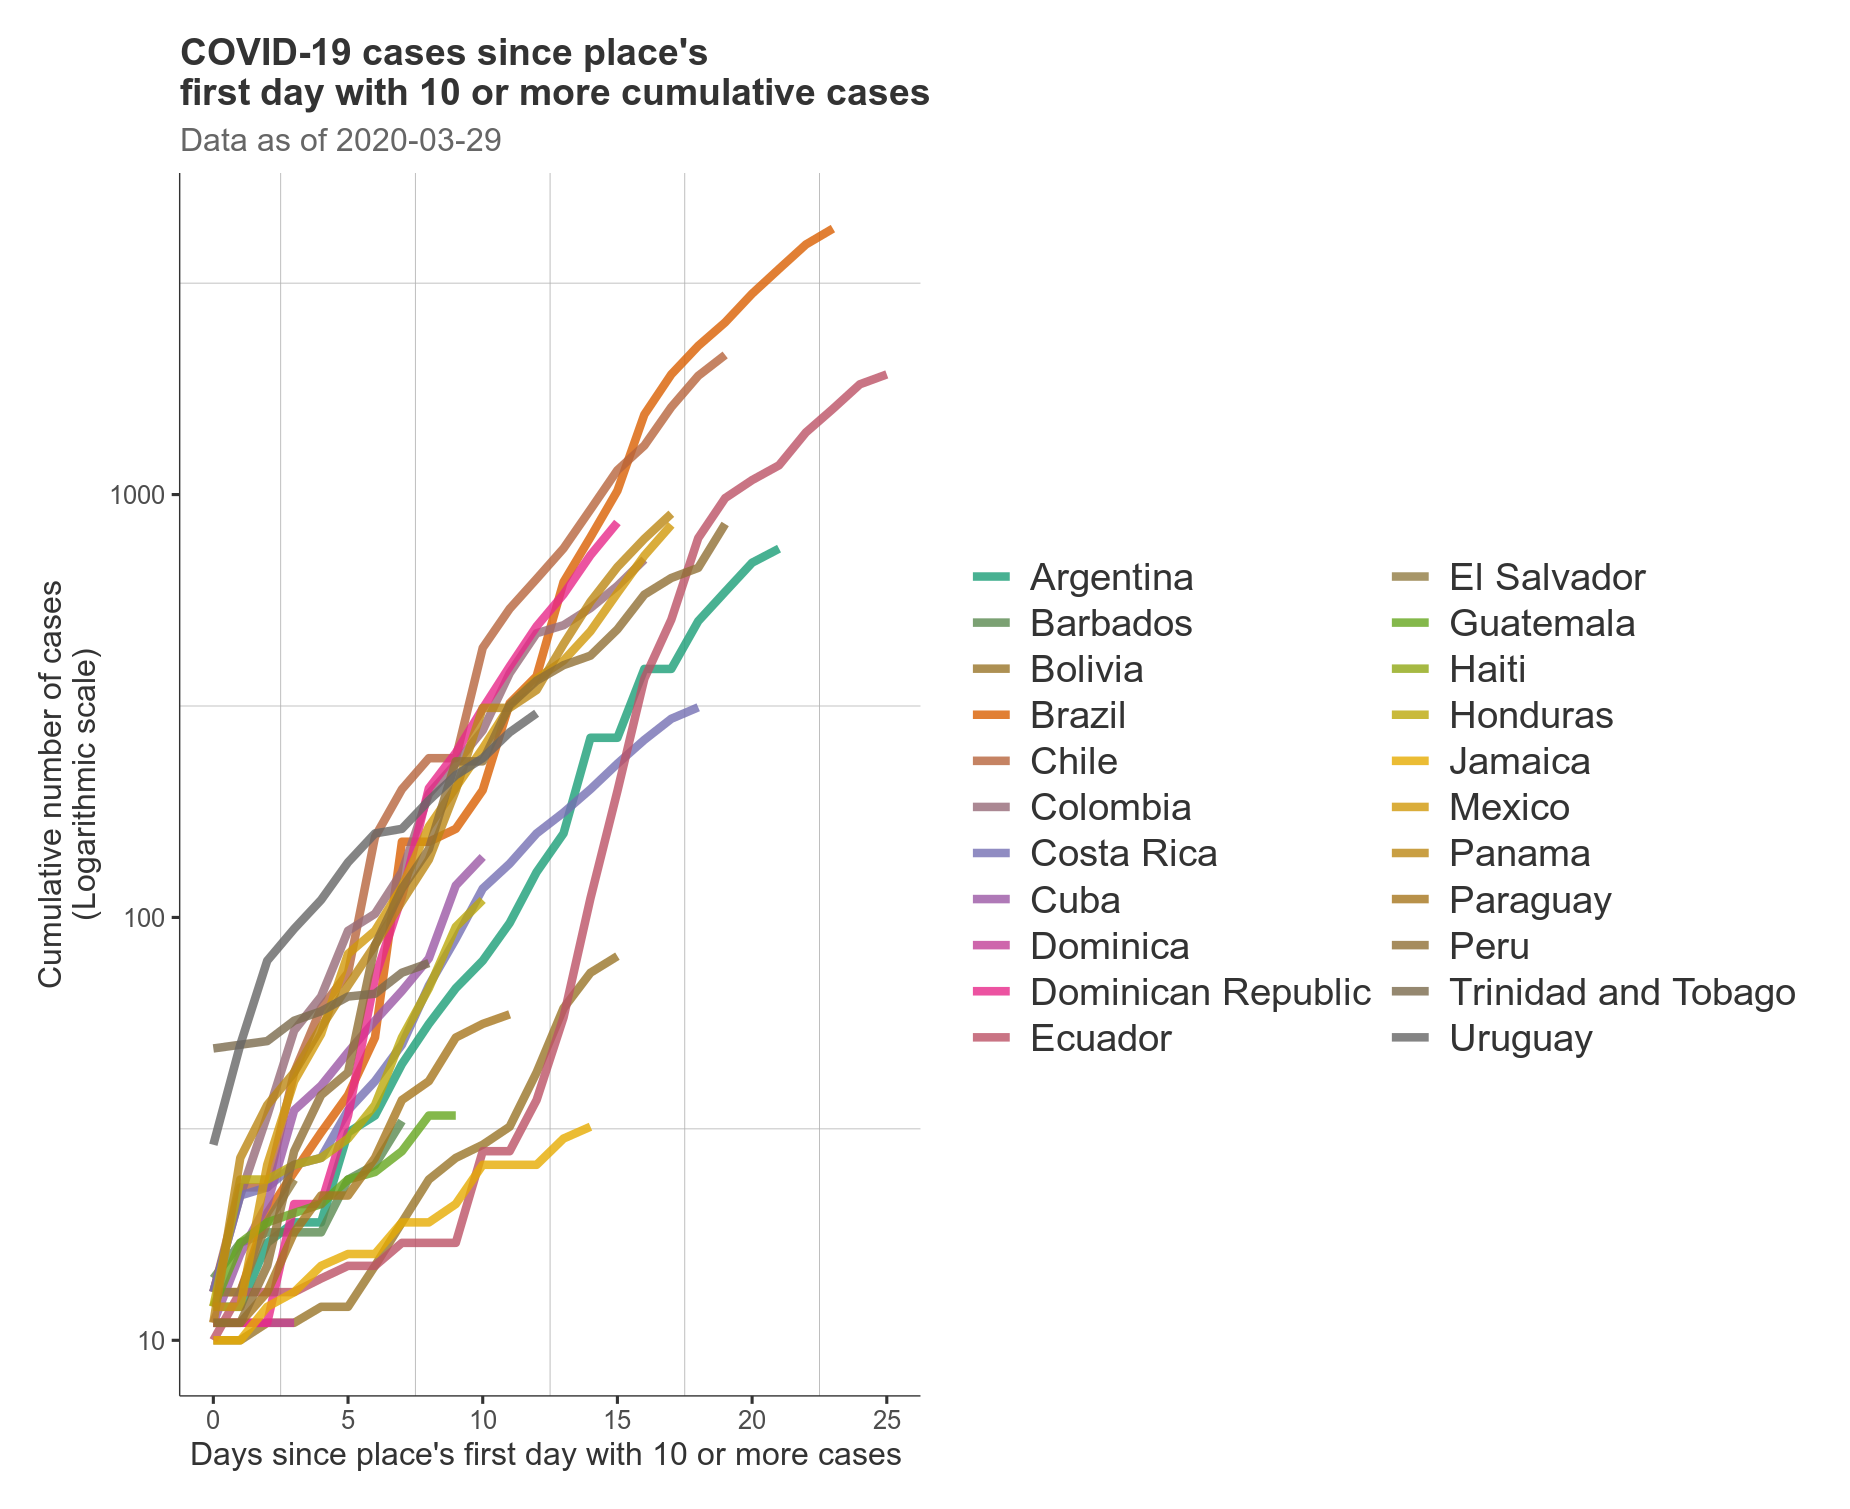 COVID-19 cases since place's
first day with 10 or more cumulative cases
Data as of 2020-03-29
Cumulative number of cases
(Logarithmic scale)
1000
100
10
0 5 10 15 20 25
Days since place's first day with 10 or more cases
Argentina
Barbados
Bolivia
Brazil
Chile
Colombia
Costa Rica
Cuba
Dominica
Dominican Republic
Ecuador
El Salvador
Guatemala
Haiti
Honduras
Jamaica
Mexico
Panama
Paraguay
Peru
Trinidad and Tobago
Uruguay